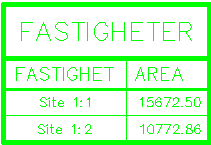 FASTIGHETER
FASTIGHET AREA
Site 1:1 15672.50
Site 1:2 10772.86